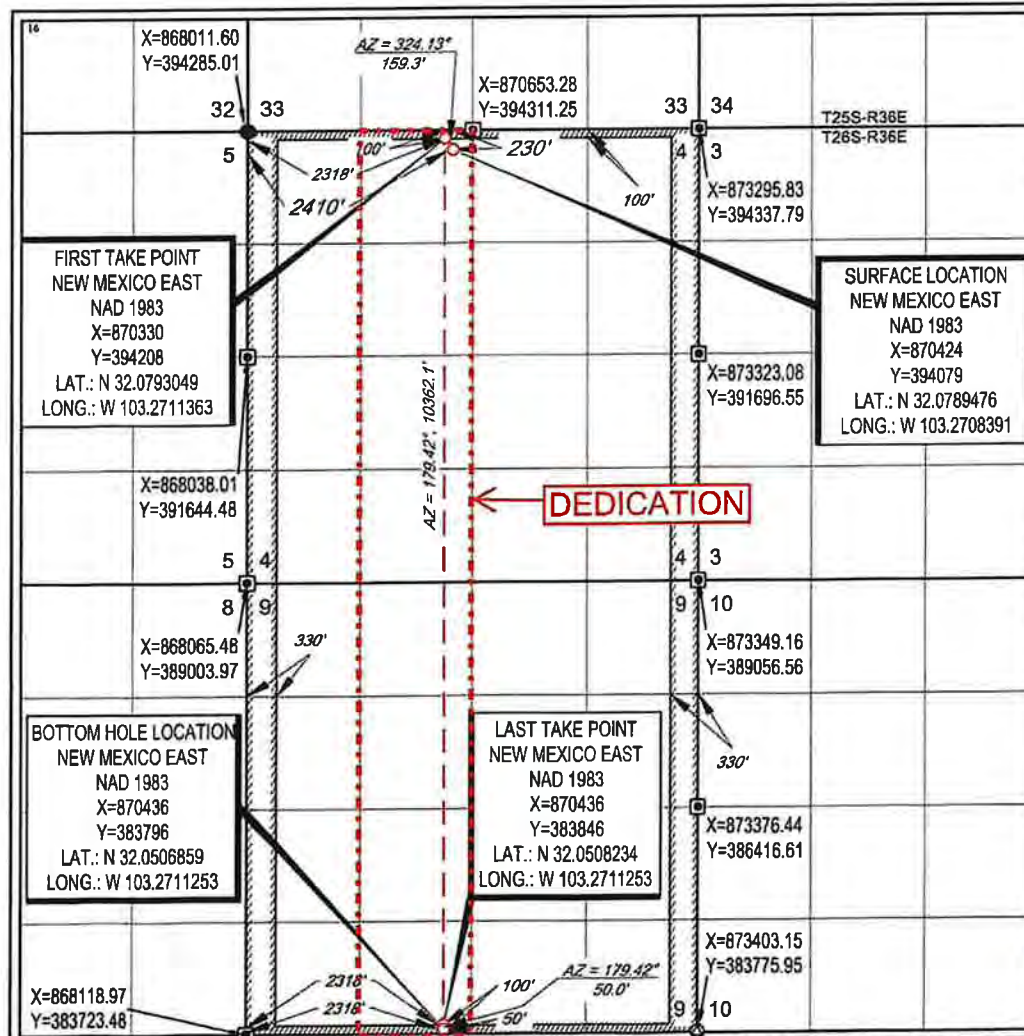 16
X=868011.60
Y=394285.01
AZ = 324.13°
159.3'
X=870653.28
Y=394311.25
32 33
33 34
T25S-R36E
T26S-R36E
5
4 3
00'
230'
2318'
100'
2410'
X=873295.83
Y=394337.79
FIRST TAKE POINT
NEW MEXICO EAST
NAD 1983
X=870330
Y=394208
LAT.: N 32.0793049
LONG.: W 103.2711363
SURFACE LOCATION
NEW MEXICO EAST
NAD 1983
X=870424
Y=394079
LAT.: N 32.0789476
LONG.: W 103.2708391
X=873323.08
Y=391696.55
AZ = 179.42°, 10362.1'
X=868038.01
Y=391644.48
DEDICATION
5 4
8 9
4 3
9 10
X=868065.48
Y=389003.97
330'
X=873349.16
Y=389056.56
330'
BOTTOM HOLE LOCATION
NEW MEXICO EAST
NAD 1983
X=870436
Y=383796
LAT.: N 32.0506859
LONG.: W 103.2711253
LAST TAKE POINT
NEW MEXICO EAST
NAD 1983
X=870436
Y=383846
LAT.: N 32.0508234
LONG.: W 103.2711253
X=873376.44
Y=386416.61
X=873403.15
Y=383775.95
X=868118.97
Y=383723.48
2318'
2318'
100'
50'
AZ = 179.42°
50.0'
9 10